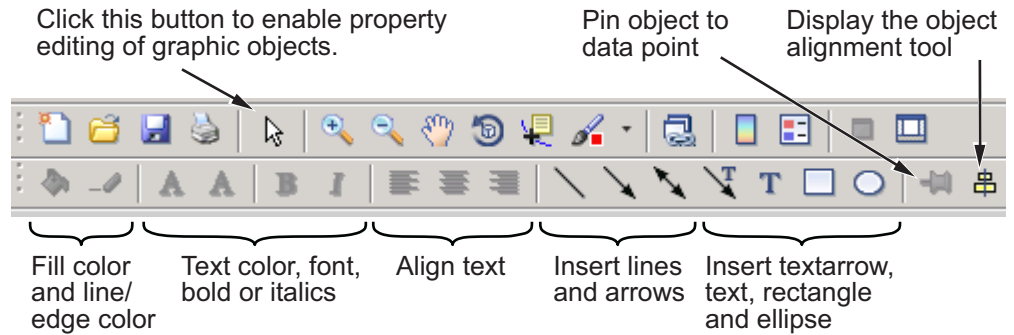 Click this button to enable property
editing of graphic objects.
Pin object to
data point
Display the object
alignment tool
A A B I T T
Fill color
and line/
edge color
Text color, font,
bold or italics
Align text
Insert lines
and arrows
Insert textarrow,
text, rectangle
and ellipse